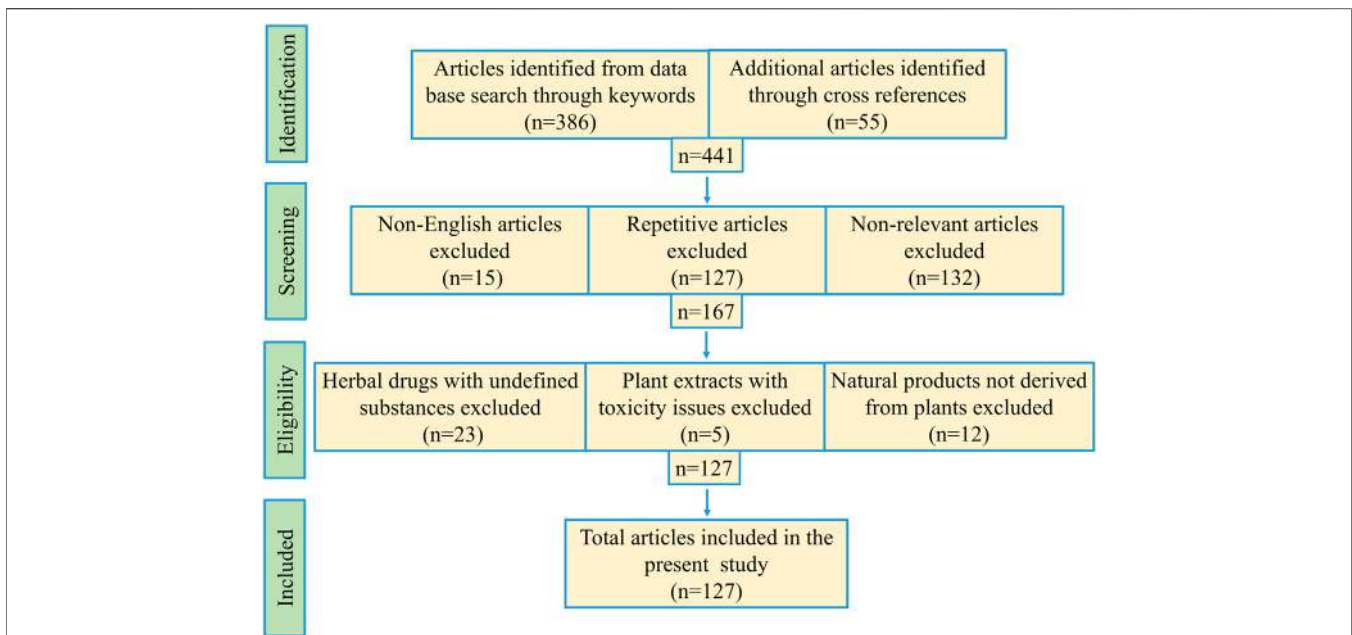 Identification
Articles identified from data
base search through keywords
(n=386)
Additional articles identified
through cross references
(n=55)
n=441
Screening
Non-English articles
excluded
(n=15)
Repetitive articles
excluded
(n=127)
Non-relevant articles
excluded
(n=132)
n=167
Eligibility
Herbal drugs with undefined
substances excluded
(n=23)
Plant extracts with
toxicity issues excluded
(n=5)
Natural products not derived
from plants excluded
(n=12)
n=127
Included
Total articles included in the
present study
(n=127)